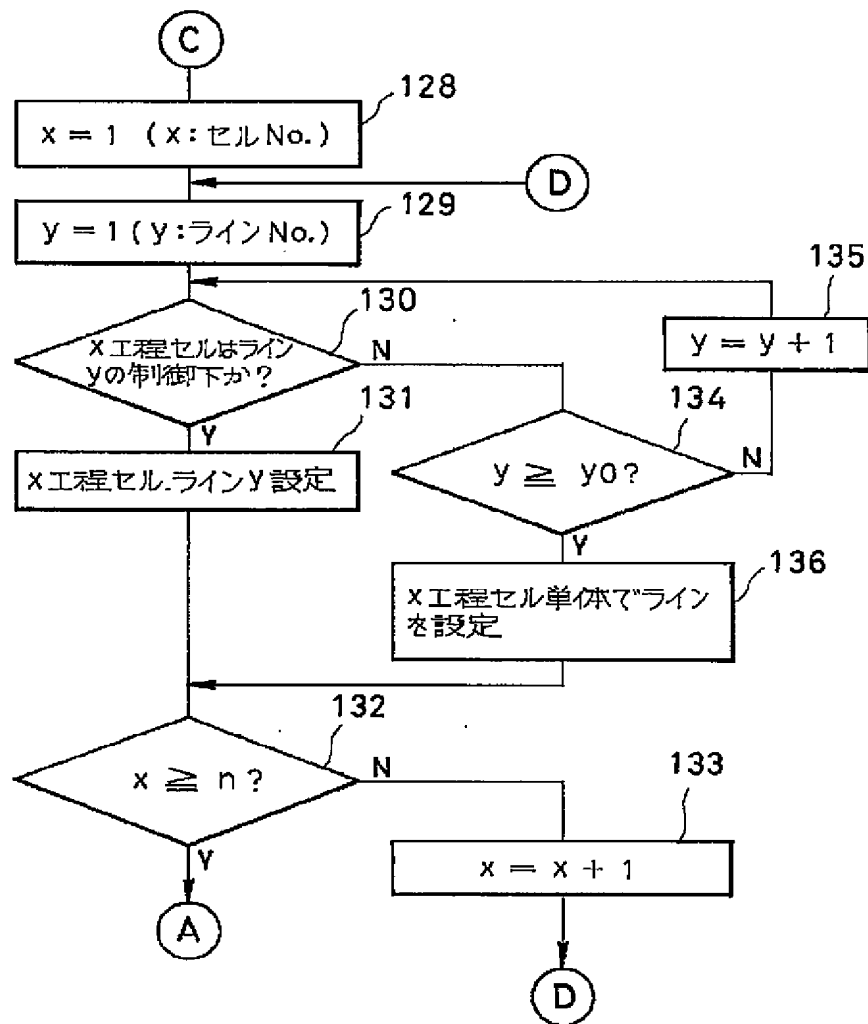 C
128
x = 1 (x:セルNo.)
D
129
y = 1 (y:ラインNo.)
135
y = y + 1
130
x工程セルはライン
yの制御下か?
N
Y
131
x工程セル.ラインy設定
134
y ≧ y0?
N
Y
136
x工程セル単体でライン
を設定
132
x ≧ n?
N
Y
133
x = x + 1
A
D